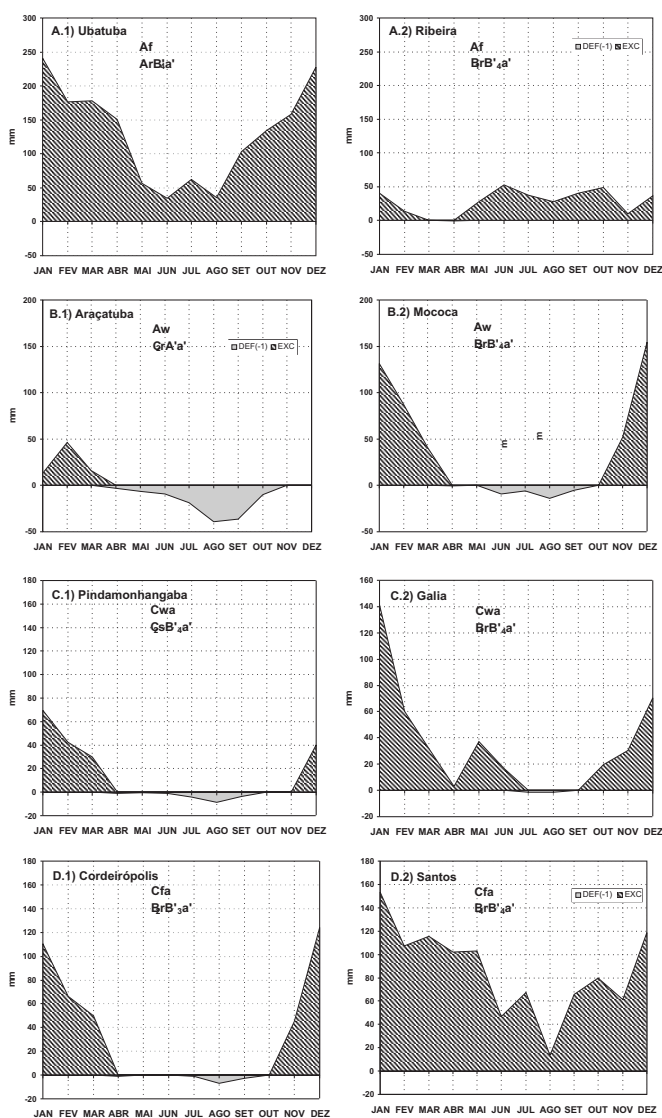 A.1) Ubatuba
Af
ArB'₄a'
300
250
200
150
100
50
0
-50
mm
JAN FEV MAR ABR MAI JUN JUL AGO SET OUT NOV DEZ
A.2) Ribeira
Af
BrB'₄a'
DEF(-1) EXC
300
250
200
150
100
50
0
-50
mm
JAN FEV MAR ABR MAI JUN JUL AGO SET OUT NOV DEZ
B.1) Araçatuba
Aw
C₂rA'a'
DEF(-1) EXC
200
150
100
50
0
-50
mm
JAN FEV MAR ABR MAI JUN JUL AGO SET OUT NOV DEZ
B.2) Mococa
Aw
B₂rB'₄a'
200
150
100
50
0
-50
mm
m
m
JAN FEV MAR ABR MAI JUN JUL AGO SET OUT NOV DEZ
C.1) Pindamonhangaba
Cwa
C₂sB'₄a'
180
160
140
120
100
80
60
40
20
0
-20
mm
JAN FEV MAR ABR MAI JUN JUL AGO SET OUT NOV DEZ
C.2) Galia
Cwa
B₁rB'₄a'
160
140
120
100
80
60
40
20
0
-20
mm
JAN FEV MAR ABR MAI JUN JUL AGO SET OUT NOV DEZ
D.1) Cordeirópolis
Cfa
B₂rB'₃a'
180
160
140
120
100
80
60
40
20
0
-20
mm
JAN FEV MAR ABR MAI JUN JUL AGO SET OUT NOV DEZ
D.2) Santos
Cfa
B₄rB'₄a'
DEF(-1) EXC
180
160
140
120
100
80
60
40
20
0
-20
mm
JAN FEV MAR ABR MAI JUN JUL AGO SET OUT NOV DEZ